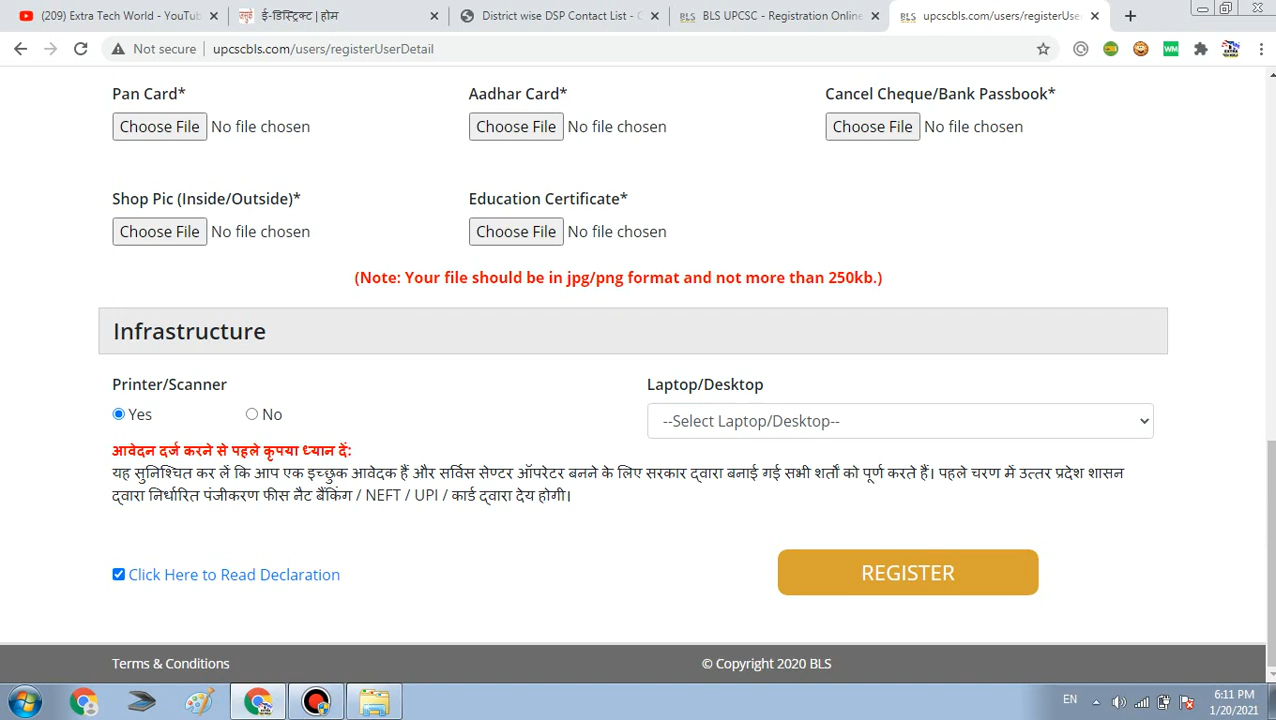 (209) Extra Tech World - YouTub
ई-डिस्ट्रिक्ट | होम
District wise DSP Contact List - C
BLS UPCSC - Registration Online
upcscbls.com/users/registerUserD
Not secure
upcscbls.com/users/registerUserDetail
Pan Card*
Aadhar Card*
Cancel Cheque/Bank Passbook*
Choose File No file chosen
Choose File No file chosen
Choose File No file chosen
Shop Pic (Inside/Outside)*
Education Certificate*
Choose File No file chosen
Choose File No file chosen
(Note: Your file should be in jpg/png format and not more than 250kb.)
Infrastructure
Printer/Scanner
Laptop/Desktop
Yes
No
--Select Laptop/Desktop--
आवेदन दर्ज करने से पहले कृपया ध्यान दें:
यह सुनिश्चित कर लें कि आप एक इच्छुक आवेदक हैं और सर्विस सेण्टर ऑपरेटर बनने के लिए सरकार द्वारा बनाई गई सभी शर्तों को पूर्ण करते हैं। पहले चरण में उत्तर प्रदेश शासन
द्वारा निर्धारित पंजीकरण फीस नैट बैंकिंग / NEFT / UPI / कार्ड द्वारा देय होगी।
Click Here to Read Declaration
REGISTER
Terms & Conditions
© Copyright 2020 BLS
EN
6:11 PM
1/20/2021